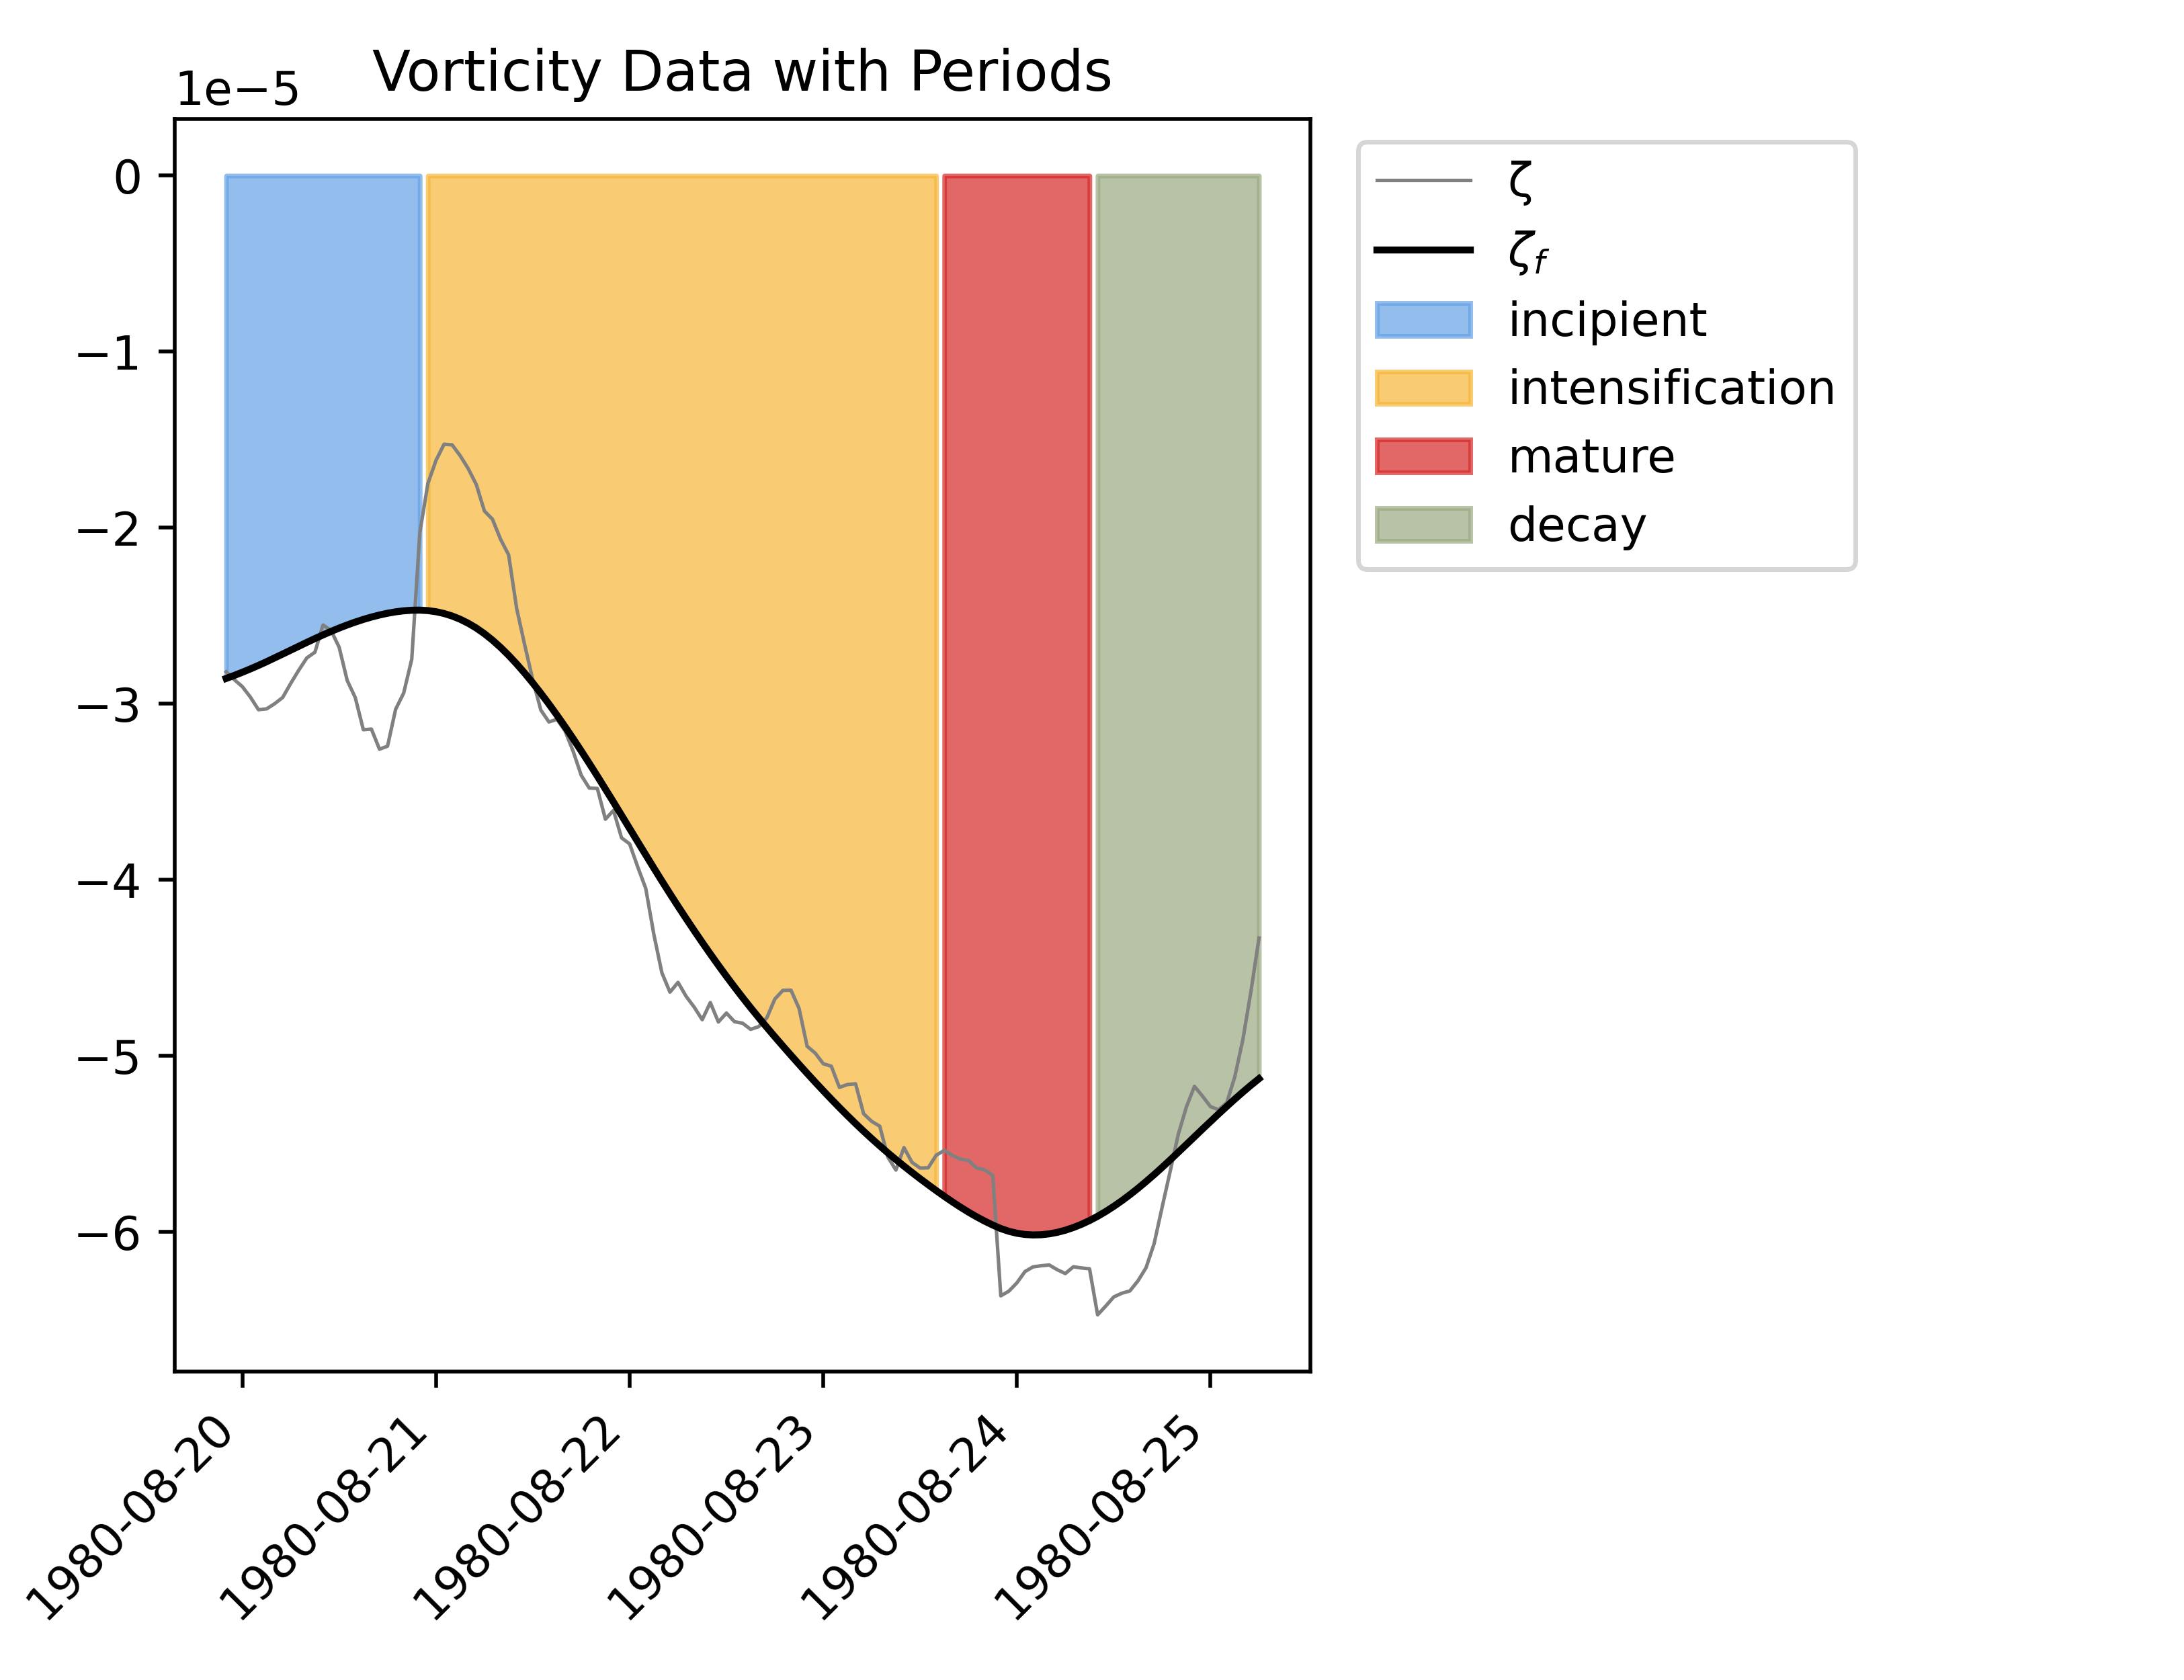 Vorticity Data with Periods
1e−5
0
−1
−2
−3
−4
−5
−6
1980-08-20
1980-08-21
1980-08-22
1980-08-23
1980-08-24
1980-08-25
ζ
ζf
incipient
intensification
mature
decay